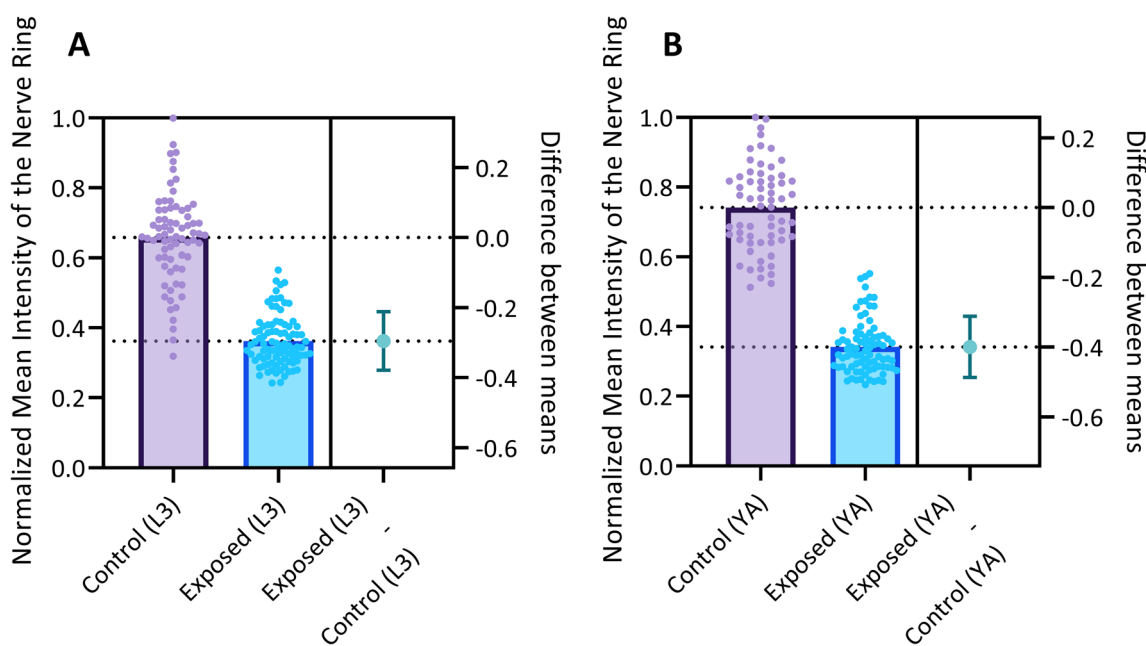 A
Normalized Mean Intensity of the Nerve Ring
1.0
0.8
0.6
0.4
0.2
0.0
0.2
0.0
-0.2
-0.4
-0.6
Difference between means
Control (L3)
Exposed (L3)
Exposed (L3)
-
Control (L3)
B
Normalized Mean Intensity of the Nerve Ring
1.0
0.8
0.6
0.4
0.2
0.0
0.2
0.0
-0.2
-0.4
-0.6
Difference between means
Control (YA)
Exposed (YA)
Exposed (YA)
-
Control (YA)